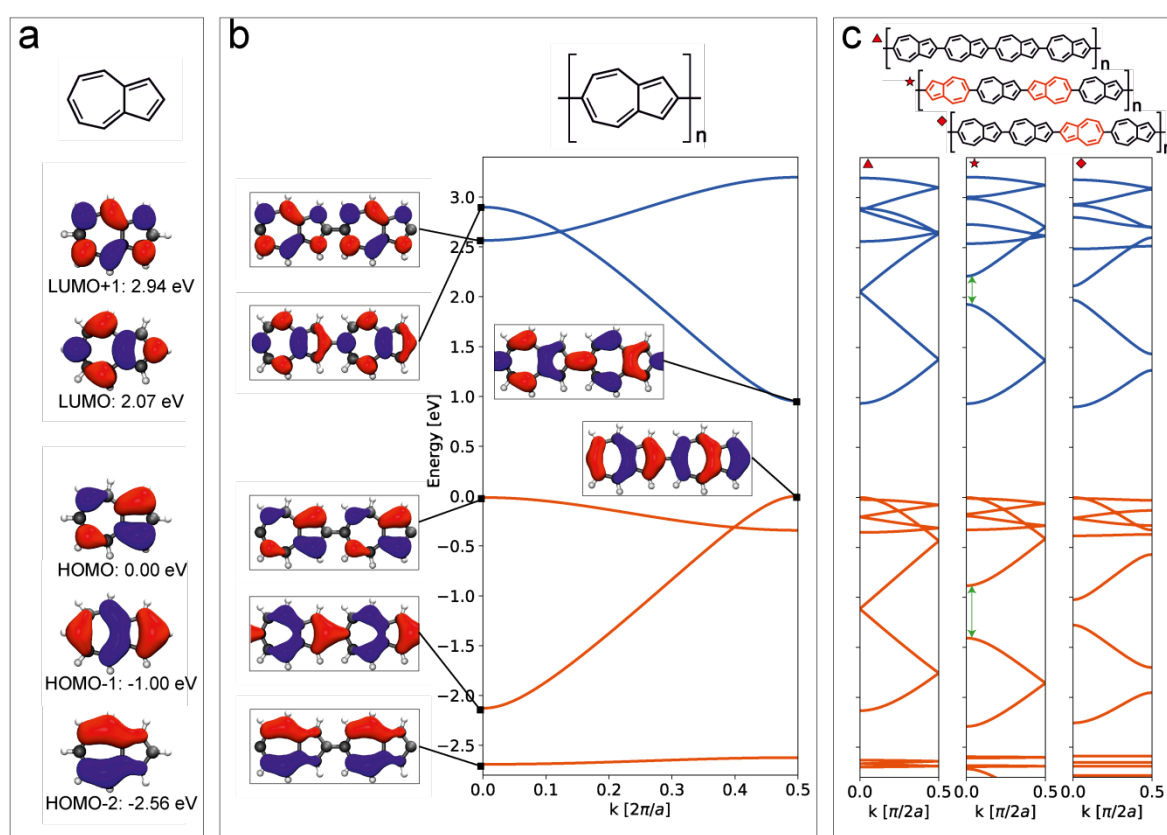 a
LUMO+1: 2.94 eV
LUMO: 2.07 eV
HOMO: 0.00 eV
HOMO-1: -1.00 eV
HOMO-2: -2.56 eV
b
n
Energy [eV]
3.0
2.5
2.0
1.5
1.0
0.5
0.0
−0.5
−1.0
−1.5
−2.0
−2.5
0.0 0.1 0.2 0.3 0.4 0.5
k [2π/a]
c
n
n
n
0.0 0.5 0.0 0.5 0.0 0.5
k [π/2a] k [π/2a] k [π/2a]